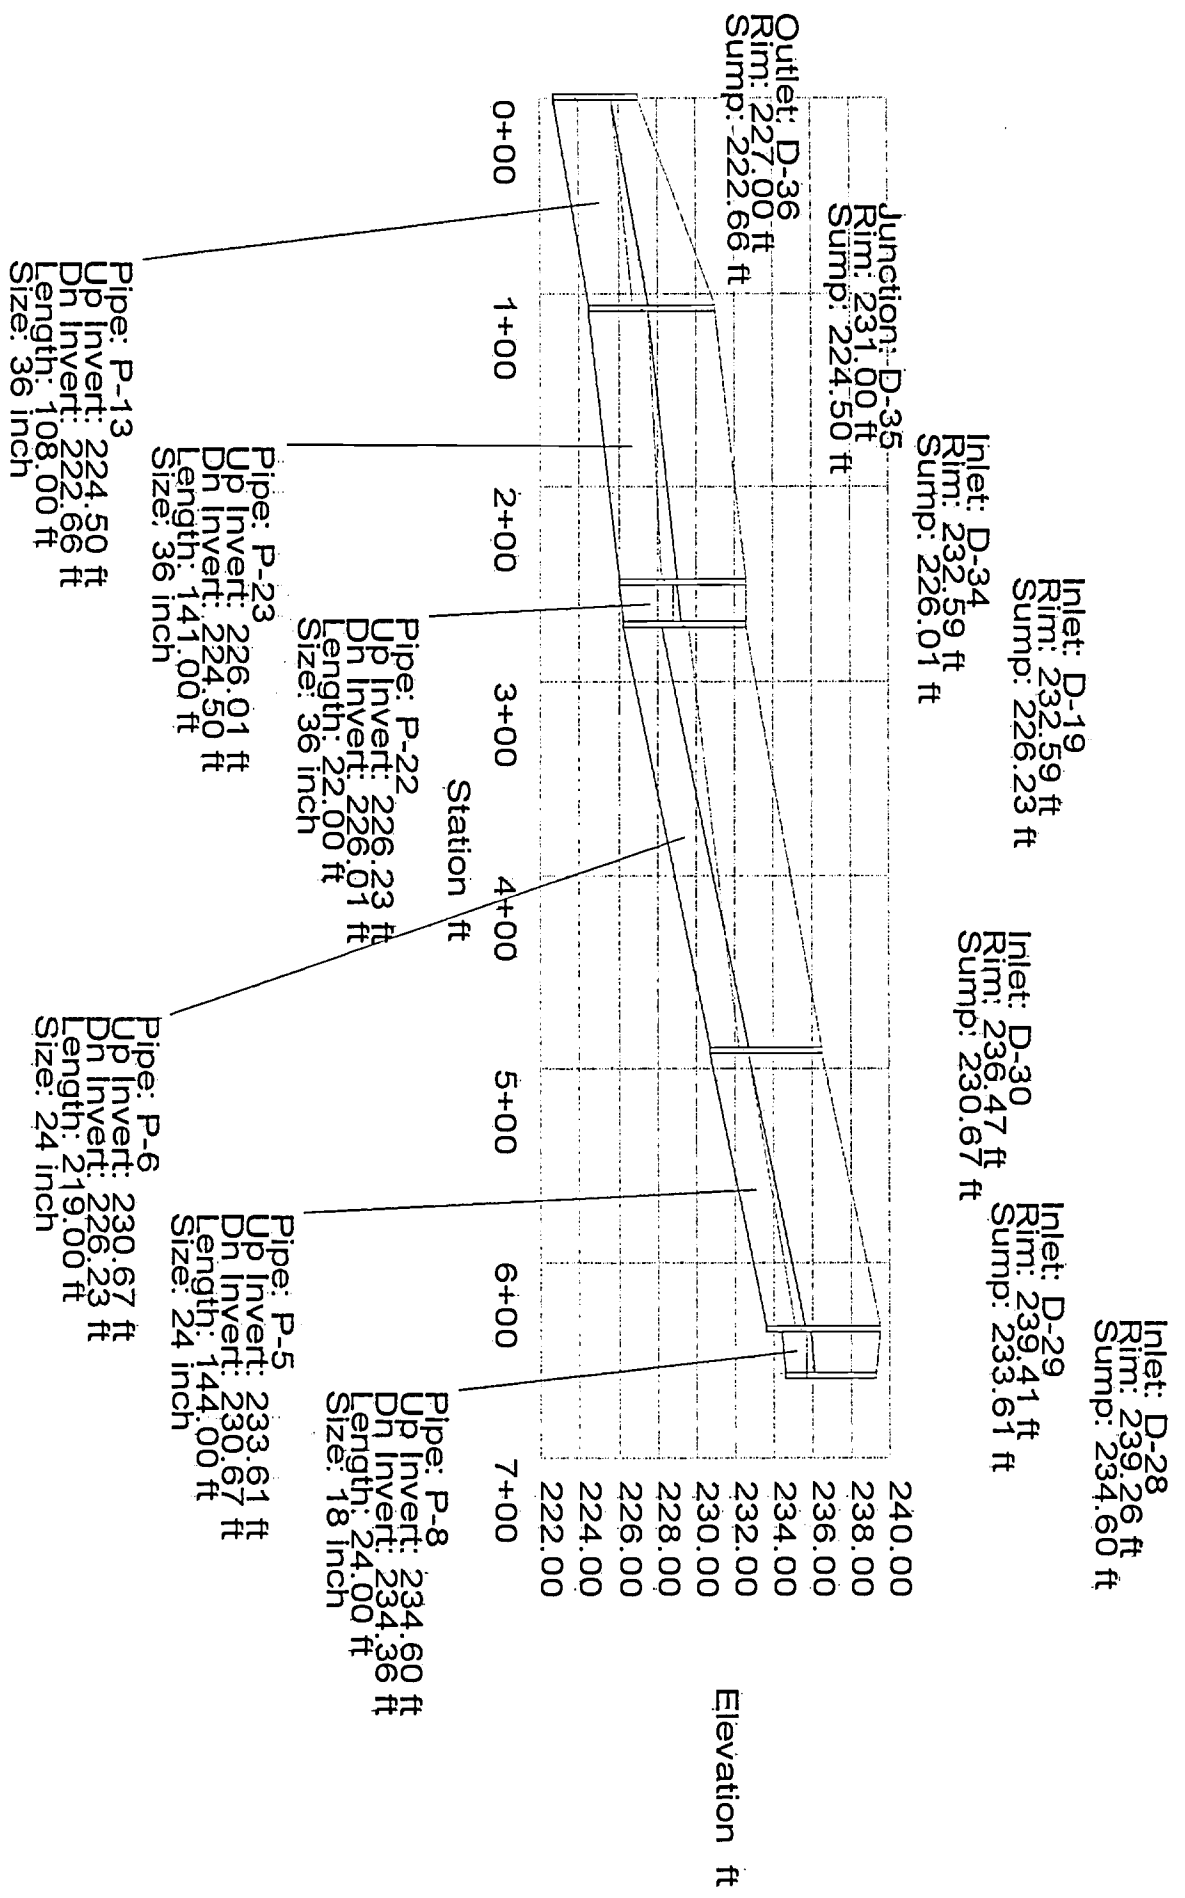 Outlet: D-36
Rim: 227.00 ft
Sump: 222.66 ft
Junction: D-35
Rim: 231.00 ft
Sump: 224.50 ft
Inlet: D-34
Rim: 232.59 ft
Sump: 226.01 ft
Inlet: D-19
Rim: 232.59 ft
Sump: 226.23 ft
Inlet: D-30
Rim: 236.47 ft
Sump: 230.67 ft
Inlet: D-29
Rim: 239.41 ft
Sump: 233.61 ft
Inlet: D-28
Rim: 239.26 ft
Sump: 234.60 ft
240.00
238.00
236.00
234.00
232.00
230.00
228.00
226.00
224.00
222.00
Elevation ft
0+00
1+00
2+00
3+00
4+00
5+00
6+00
7+00
Station ft
Pipe: P-13
Up Invert: 224.50 ft
Dn Invert: 222.66 ft
Length: 108.00 ft
Size: 36 inch
Pipe: P-23
Up Invert: 226.01 ft
Dn Invert: 224.50 ft
Length: 141.00 ft
Size: 36 inch
Pipe: P-22
Up Invert: 226.23 ft
Dn Invert: 226.01 ft
Length: 22.00 ft
Size: 36 inch
Pipe: P-6
Up Invert: 230.67 ft
Dn Invert: 226.23 ft
Length: 219.00 ft
Size: 24 inch
Pipe: P-5
Up Invert: 233.61 ft
Dn Invert: 230.67 ft
Length: 144.00 ft
Size: 24 inch
Pipe: P-8
Up Invert: 234.60 ft
Dn Invert: 234.36 ft
Length: 24.00 ft
Size: 18 inch